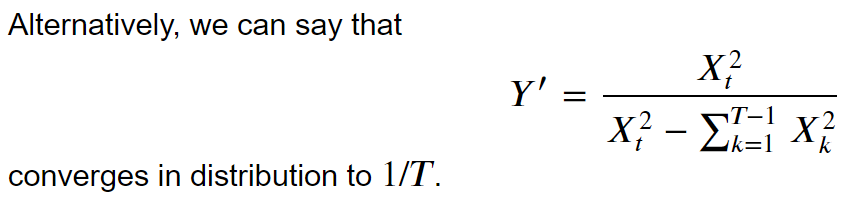 Alternatively, we can say that
Y′ = X_t^2 / (X_t^2 − ∑_{k=1}^{T−1} X_k^2)
converges in distribution to 1/T.